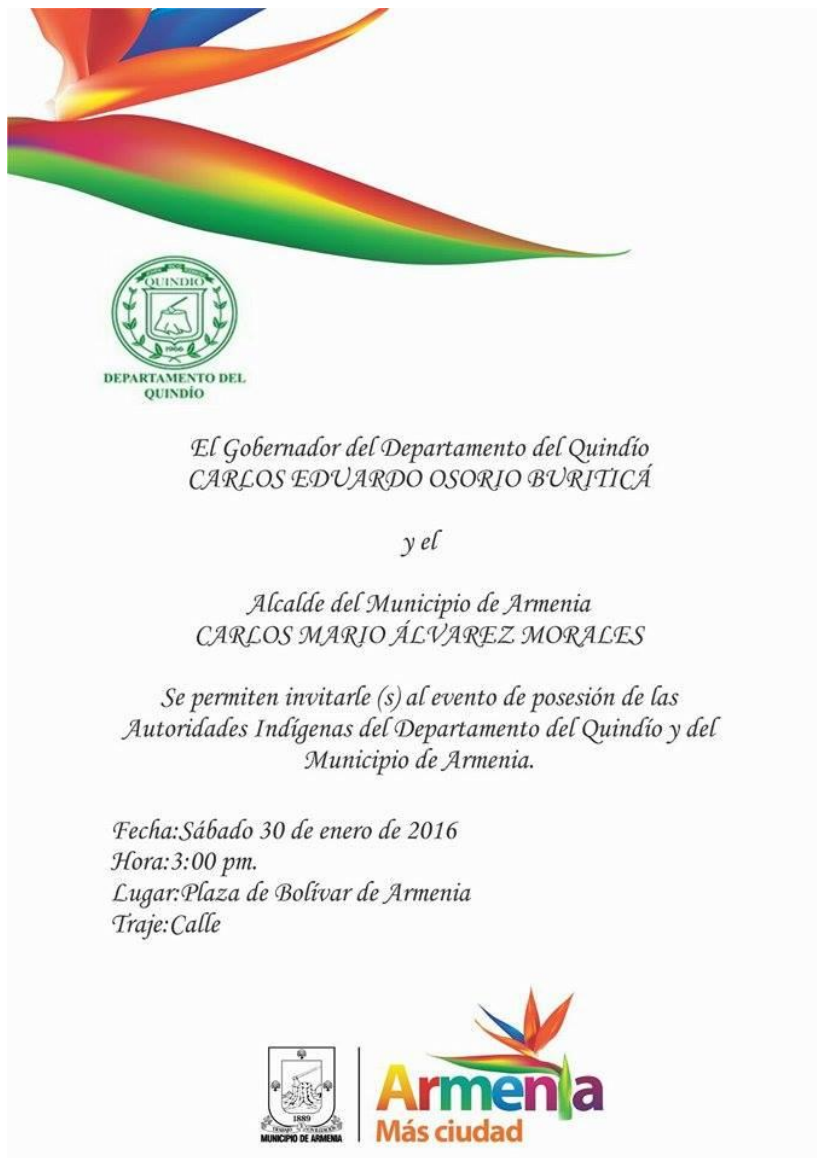 QUINDIO
1966
DEPARTAMENTO DEL
QUINDÍO
El Gobernador del Departamento del Quindío
CARLOS EDUARDO OSORIO BURITICÁ
y el
Alcalde del Municipio de Armenia
CARLOS MARIO ÁLVAREZ MORALES
Se permiten invitarle (s) al evento de posesión de las
Autoridades Indígenas del Departamento del Quindío y del
Municipio de Armenia.
Fecha:Sábado 30 de enero de 2016
Hora:3:00 pm.
Lugar:Plaza de Bolívar de Armenia
Traje:Calle
1889
MUNICIPIO DE ARMENIA
Armenia
Más ciudad